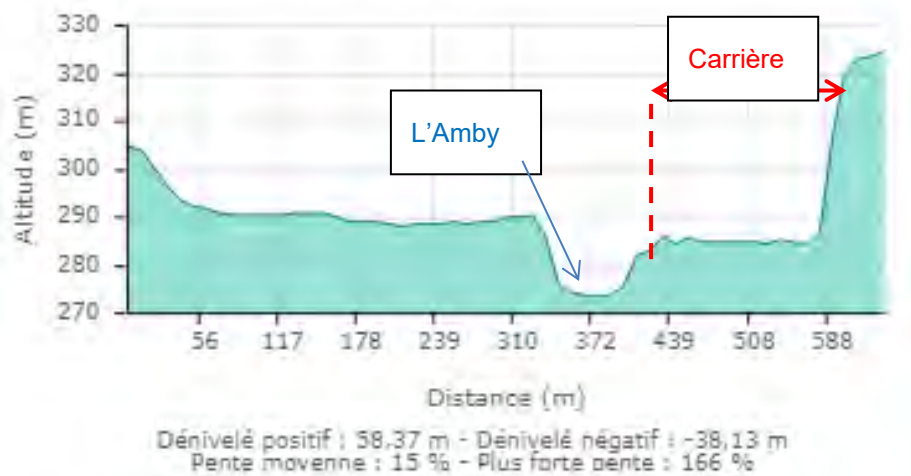 330
320
310
300
290
280
270
Altitude (m)
Carrière
L'Amby
56 117 178 239 310 372 439 508 588
Distance (m)
Dénivelé positif : 58,37 m - Dénivelé négatif : -38,13 m
Pente moyenne : 15 % - Plus forte pente : 166 %